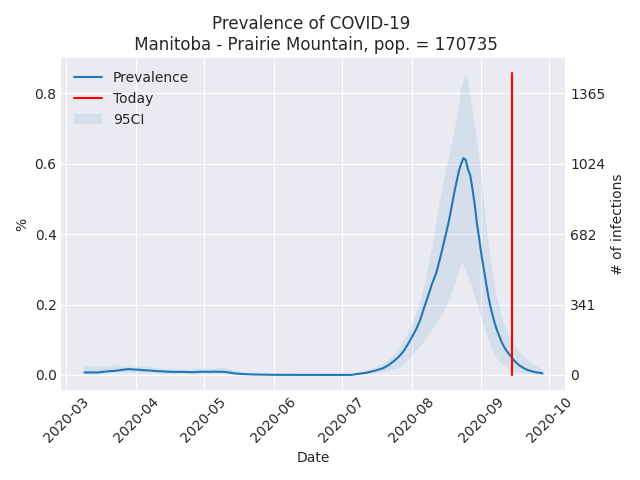 Prevalence of COVID-19
Manitoba - Prairie Mountain, pop. = 170735
Prevalence
Today
95CI
%
0.8
0.6
0.4
0.2
0.0
1365
1024
682
341
0
# of infections
2020-03
2020-04
2020-05
2020-06
2020-07
2020-08
2020-09
2020-10
Date